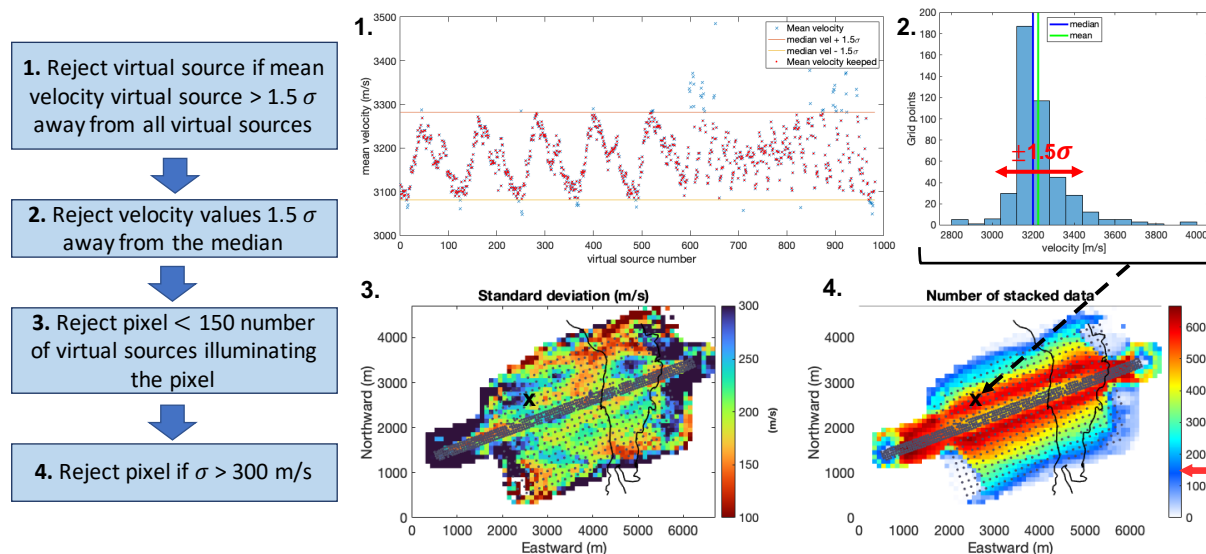 1. Reject virtual source if mean
velocity virtual source > 1.5 σ
away from all virtual sources
2. Reject velocity values 1.5 σ
away from the median
3. Reject pixel < 150 number
of virtual sources illuminating
the pixel
4. Reject pixel if σ > 300 m/s
1.
3500
3400
3300
3200
3100
3000
mean velocity (m/s)
0 100 200 300 400 500 600 700 800 900 1000
virtual source number
Mean velocity
median vel + 1.5σ
median vel - 1.5σ
Mean velocity keeped
2.
200
180
160
140
120
100
80
60
40
20
0
Grid points
median
mean
±1.5σ
2800 3000 3200 3400 3600 3800 4000
velocity [m/s]
3.
Standard deviation (m/s)
4000
3000
2000
1000
0
Northward (m)
x
1000 2000 3000 4000 5000 6000
Eastward (m)
300
250
200
150
100
(m/s)
4.
Number of stacked data
4000
3000
2000
1000
0
Northward (m)
x
1000 2000 3000 4000 5000 6000
Eastward (m)
600
500
400
300
200
100
0